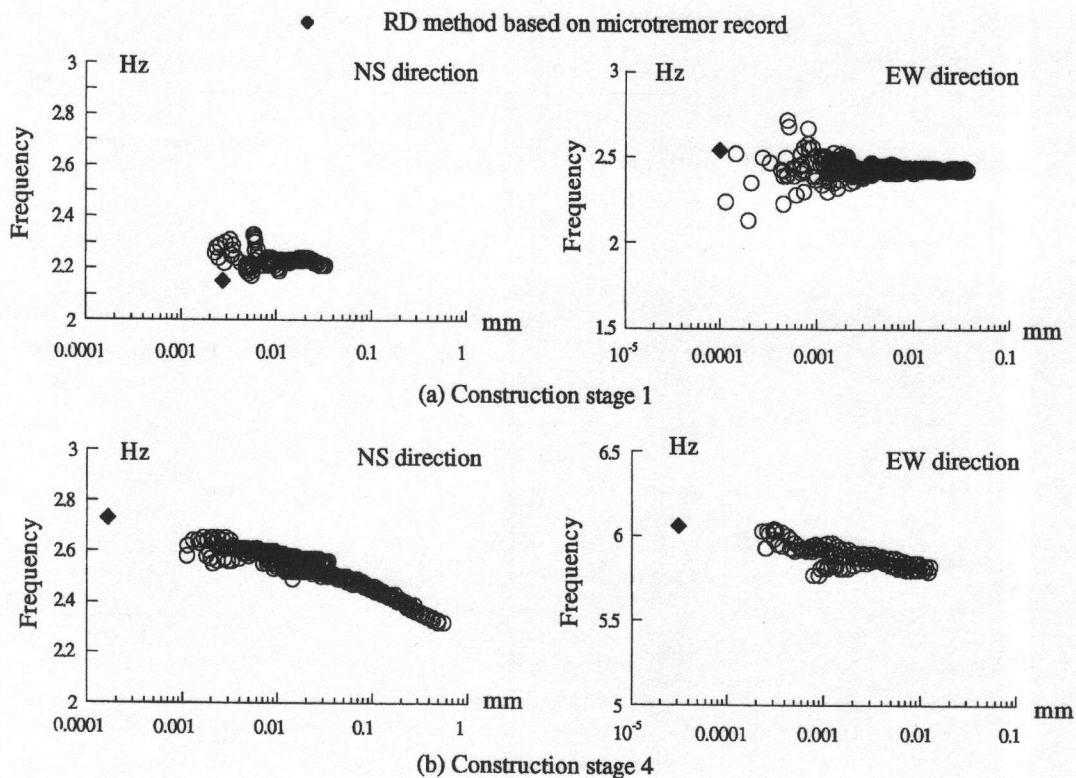 ◆ RD method based on microtremor record
Hz
NS direction
Frequency
3
2.8
2.6
2.4
2.2
2
mm
0.0001 0.001 0.01 0.1 1
Hz
EW direction
Frequency
3
2.5
2
1.5
mm
10-5 0.0001 0.001 0.01 0.1
(a) Construction stage 1
Hz
NS direction
Frequency
3
2.8
2.6
2.4
2.2
2
mm
0.0001 0.001 0.01 0.1 1
Hz
EW direction
Frequency
6.5
6
5.5
5
mm
10-5 0.0001 0.001 0.01 0.1
(b) Construction stage 4